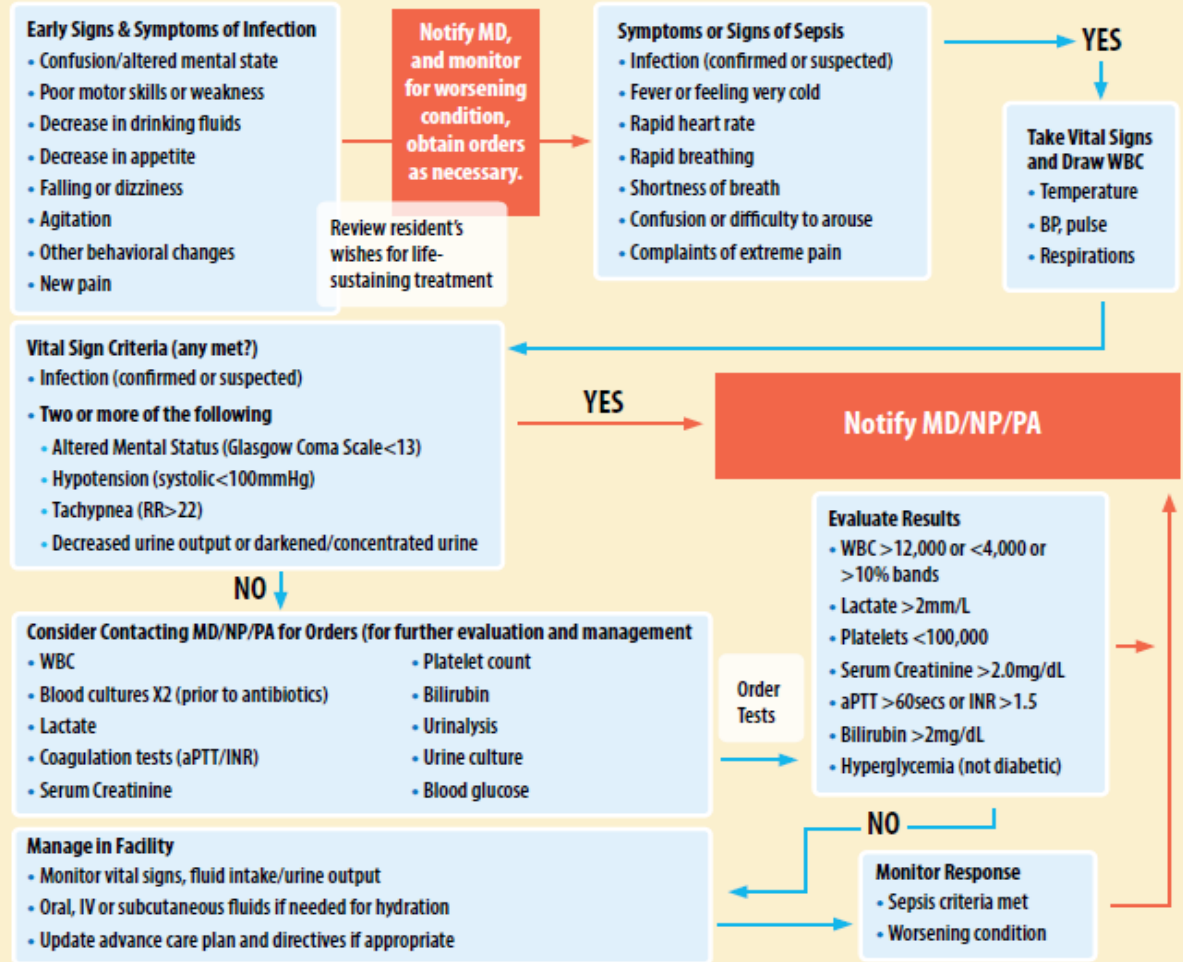 Early Signs & Symptoms of Infection
• Confusion/altered mental state
• Poor motor skills or weakness
• Decrease in drinking fluids
• Decrease in appetite
• Falling or dizziness
• Agitation
• Other behavioral changes
• New pain
Notify MD,
and monitor
for worsening
condition,
obtain orders
as necessary.
Review resident's
wishes for life-
sustaining treatment
Symptoms or Signs of Sepsis
• Infection (confirmed or suspected)
• Fever or feeling very cold
• Rapid heart rate
• Rapid breathing
• Shortness of breath
• Confusion or difficulty to arouse
• Complaints of extreme pain
YES
Take Vital Signs
and Draw WBC
• Temperature
• BP, pulse
• Respirations
Vital Sign Criteria (any met?)
• Infection (confirmed or suspected)
• Two or more of the following
• Altered Mental Status (Glasgow Coma Scale<13)
• Hypotension (systolic<100mmHg)
• Tachypnea (RR>22)
• Decreased urine output or darkened/concentrated urine
YES
Notify MD/NP/PA
NO
Consider Contacting MD/NP/PA for Orders (for further evaluation and management
• WBC
• Blood cultures X2 (prior to antibiotics)
• Lactate
• Coagulation tests (aPTT/INR)
• Serum Creatinine
• Platelet count
• Bilirubin
• Urinalysis
• Urine culture
• Blood glucose
Order
Tests
Evaluate Results
• WBC >12,000 or <4,000 or
>10% bands
• Lactate >2mm/L
• Platelets <100,000
• Serum Creatinine >2.0mg/dL
• aPTT >60secs or INR >1.5
• Bilirubin >2mg/dL
• Hyperglycemia (not diabetic)
NO
Manage in Facility
• Monitor vital signs, fluid intake/urine output
• Oral, IV or subcutaneous fluids if needed for hydration
• Update advance care plan and directives if appropriate
Monitor Response
• Sepsis criteria met
• Worsening condition